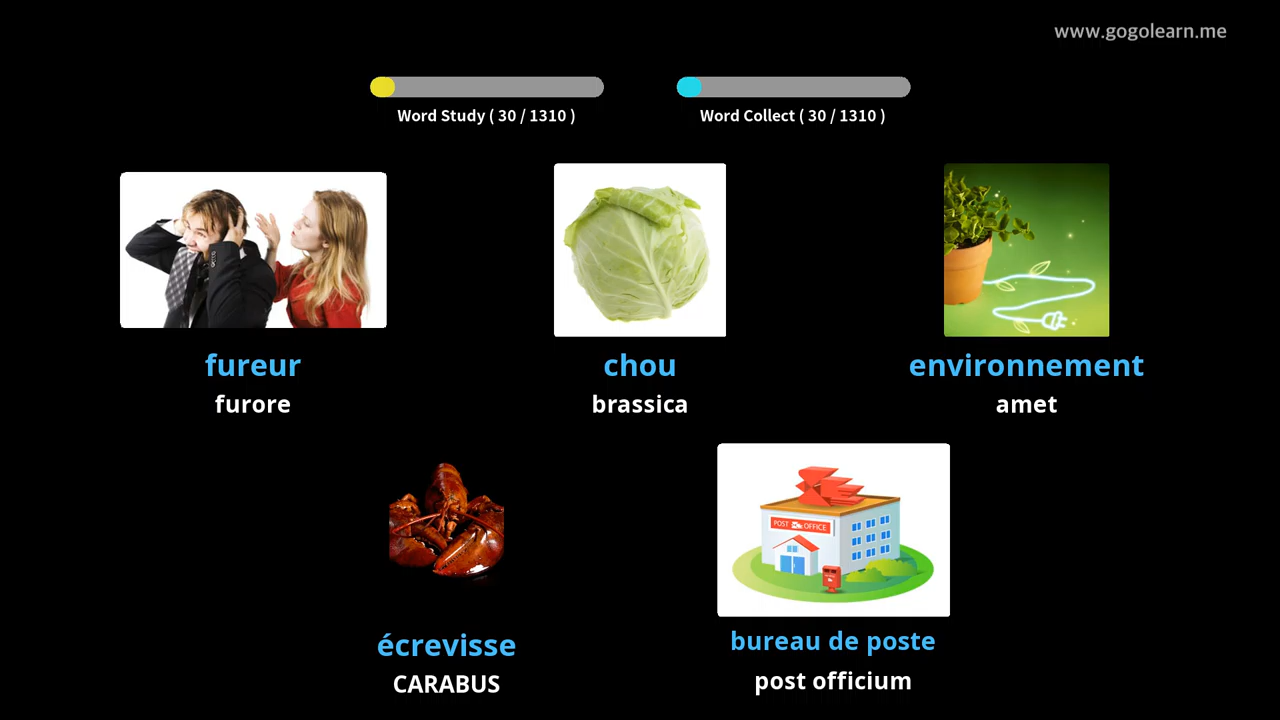 www.gogolearn.me
Word Study ( 30 / 1310 )
Word Collect ( 30 / 1310 )
fureur
furore
chou
brassica
environnement
amet
POST OFFICE
écrevisse
CARABUS
bureau de poste
post officium